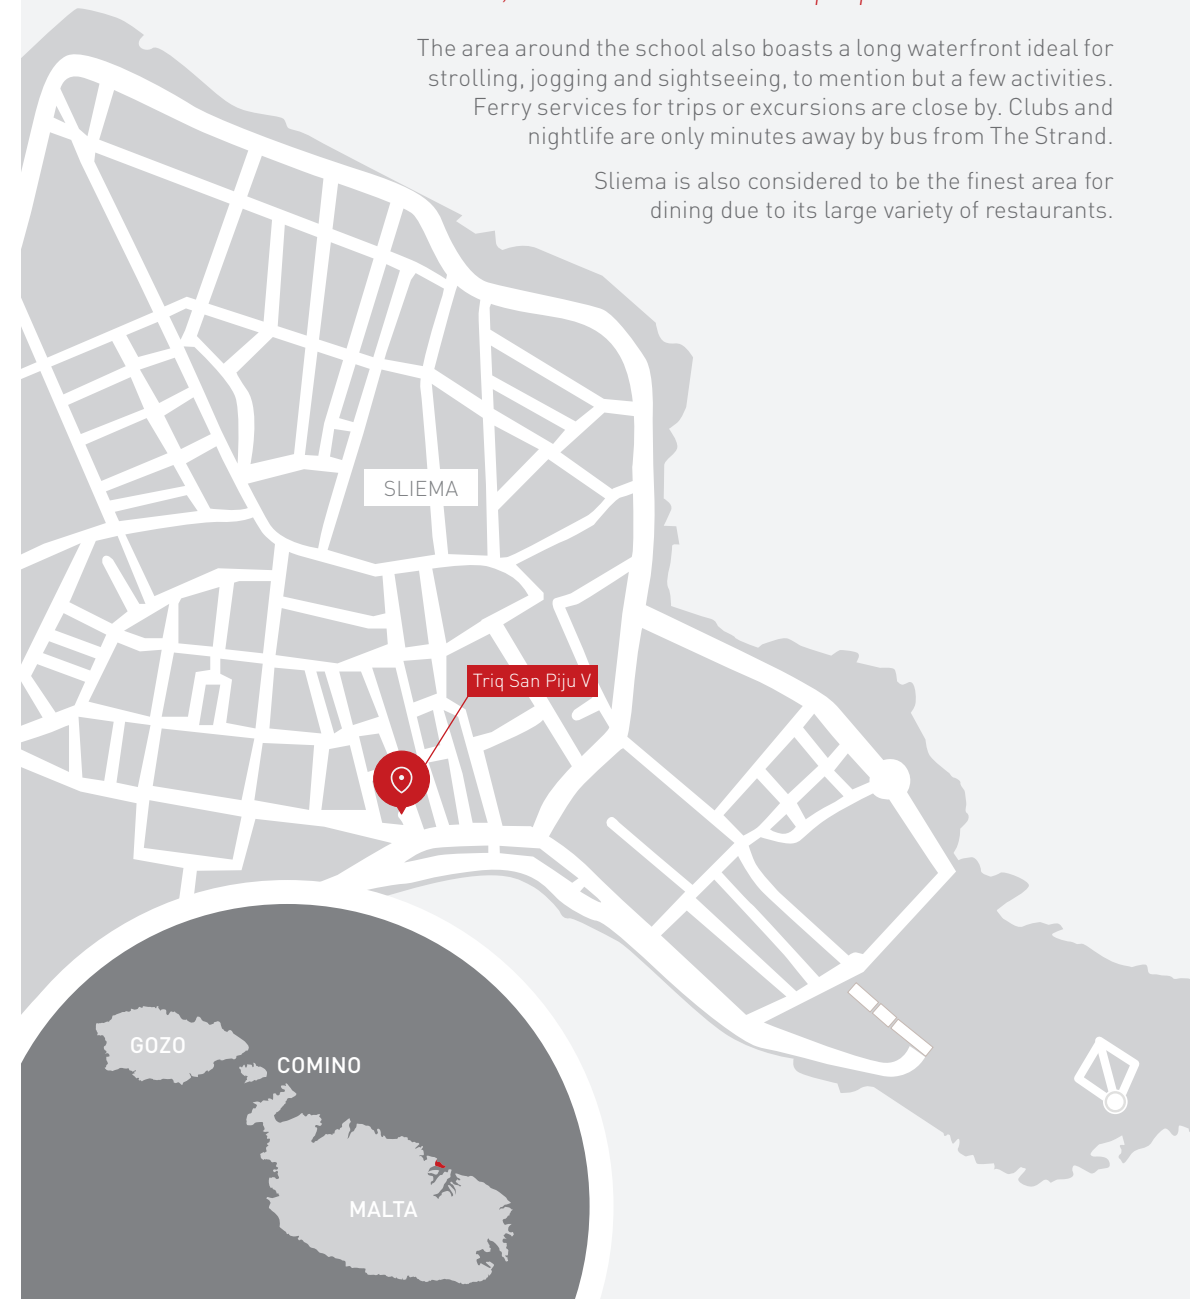 The area around the school also boasts a long waterfront ideal for
strolling, jogging and sightseeing, to mention but a few activities.
Ferry services for trips or excursions are close by. Clubs and
nightlife are only minutes away by bus from The Strand.
Sliema is also considered to be the finest area for
dining due to its large variety of restaurants.
SLIEMA
Triq San Piju V
GOZO
COMINO
MALTA